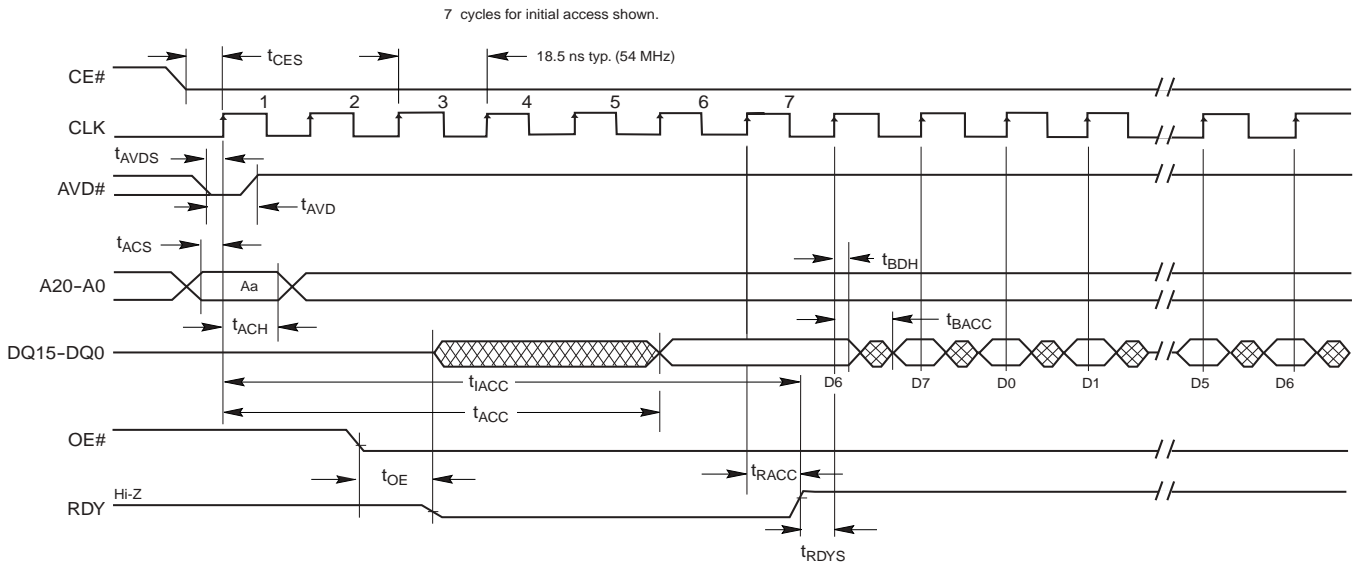 7 cycles for initial access shown.
tCES
18.5 ns typ. (54 MHz)
CE#
1 2 3 4 5 6 7
CLK
tAVDS
AVD#
tAVD
tACS
tBDH
A20-A0
Aa
tACH
tBACC
DQ15-DQ0
tIACC
D6 D7 D0 D1 D5 D6
tACC
OE#
tOE
tRACC
Hi-Z
RDY
tRDYS